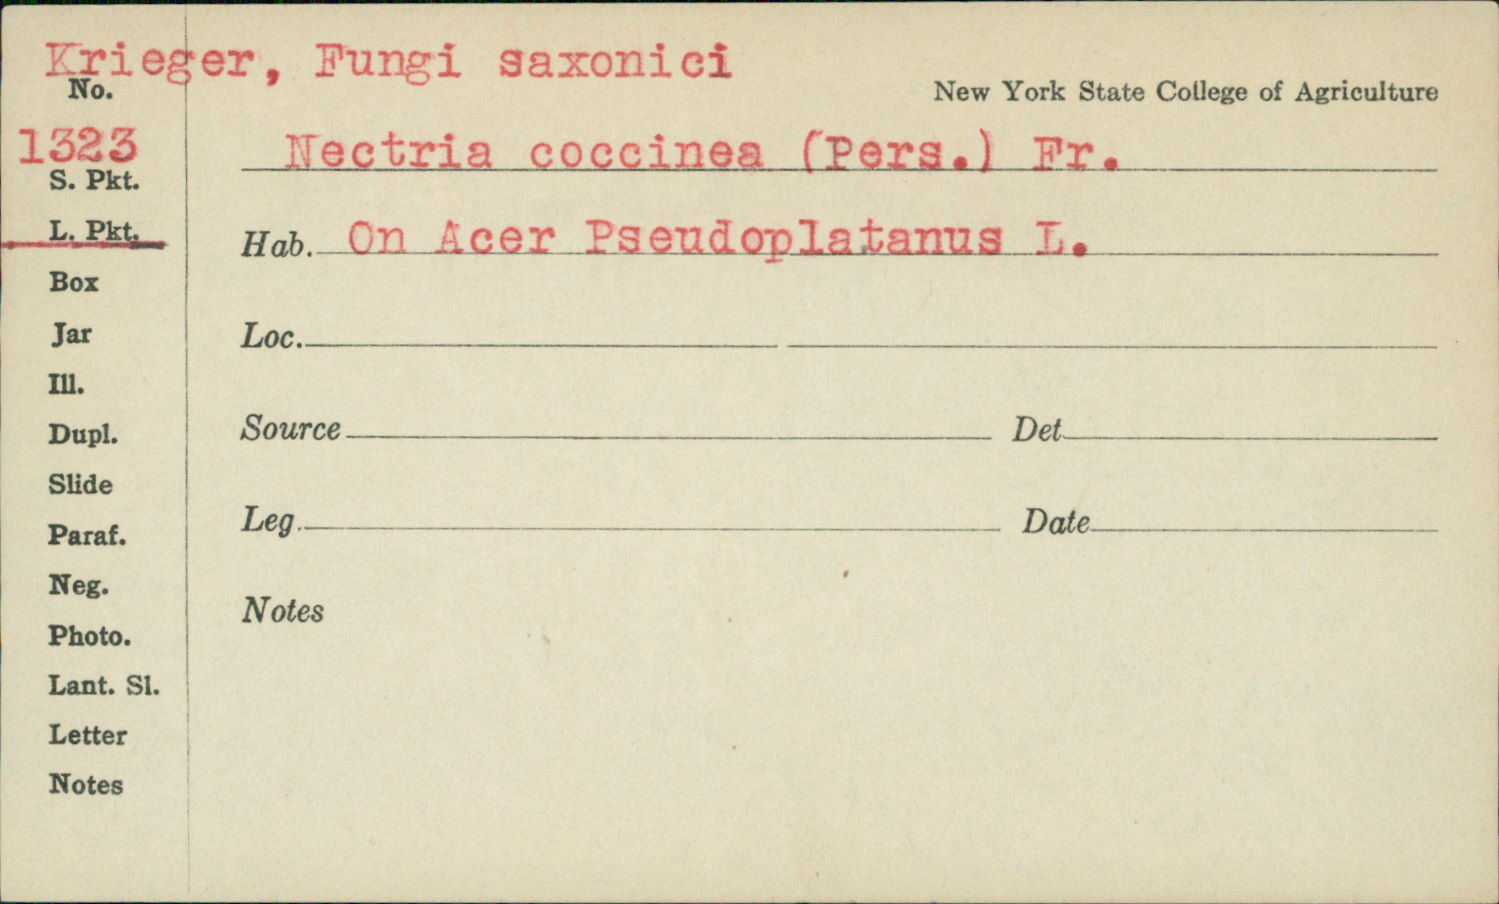 Krieger, Fungi saxonici
No.
New York State College of Agriculture
1323
Nectria coccinea (Pers.) Fr.
S. Pkt.
L. Pkt.
Hab. On Acer Pseudoplatanus L.
Box
Jar
Loc.
Ill.
Dupl.
Source Det.
Slide
Leg. Date
Paraf.
Neg.
Notes
Photo.
Lant. Sl.
Letter
Notes